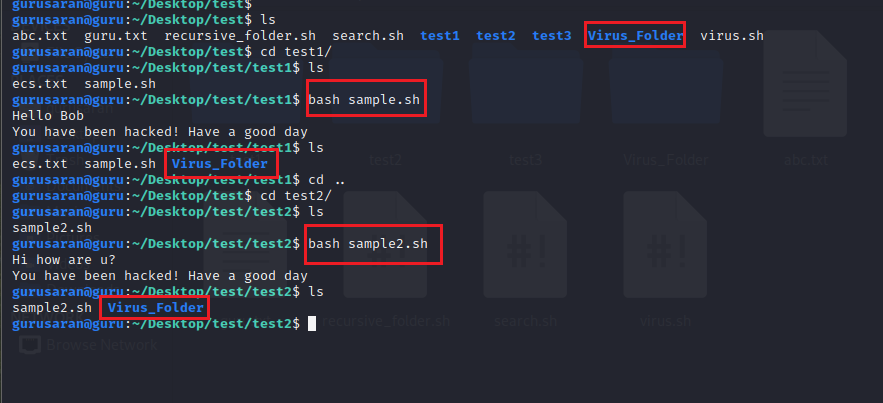 gurusaran@guru:~/Desktop/test$
gurusaran@guru:~/Desktop/test$ ls
abc.txt guru.txt recursive_folder.sh search.sh test1 test2 test3 Virus_Folder virus.sh
gurusaran@guru:~/Desktop/test$ cd test1/
gurusaran@guru:~/Desktop/test/test1$ ls
ecs.txt sample.sh
gurusaran@guru:~/Desktop/test/test1$ bash sample.sh
Hello Bob
You have been hacked! Have a good day
gurusaran@guru:~/Desktop/test/test1$ ls
ecs.txt sample.sh Virus_Folder
gurusaran@guru:~/Desktop/test/test1$ cd ..
gurusaran@guru:~/Desktop/test$ cd test2/
gurusaran@guru:~/Desktop/test/test2$ ls
sample2.sh
gurusaran@guru:~/Desktop/test/test2$ bash sample2.sh
Hi how are u?
You have been hacked! Have a good day
gurusaran@guru:~/Desktop/test/test2$ ls
sample2.sh Virus_Folder
gurusaran@guru:~/Desktop/test/test2$
test2 test3 Virus_Folder abc.txt
recursive_folder.sh search.sh virus.sh
Browse Network